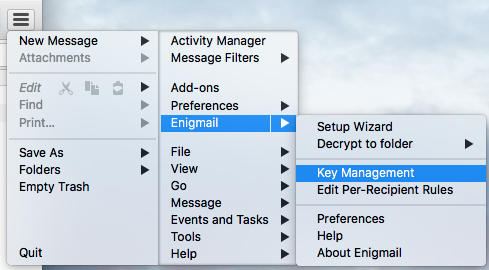 New Message
Attachments
Edit
Find
Print...
Save As
Folders
Empty Trash
Quit
Activity Manager
Message Filters
Add-ons
Preferences
Enigmail
File
View
Go
Message
Events and Tasks
Tools
Help
Setup Wizard
Decrypt to folder
Key Management
Edit Per-Recipient Rules
Preferences
Help
About Enigmail